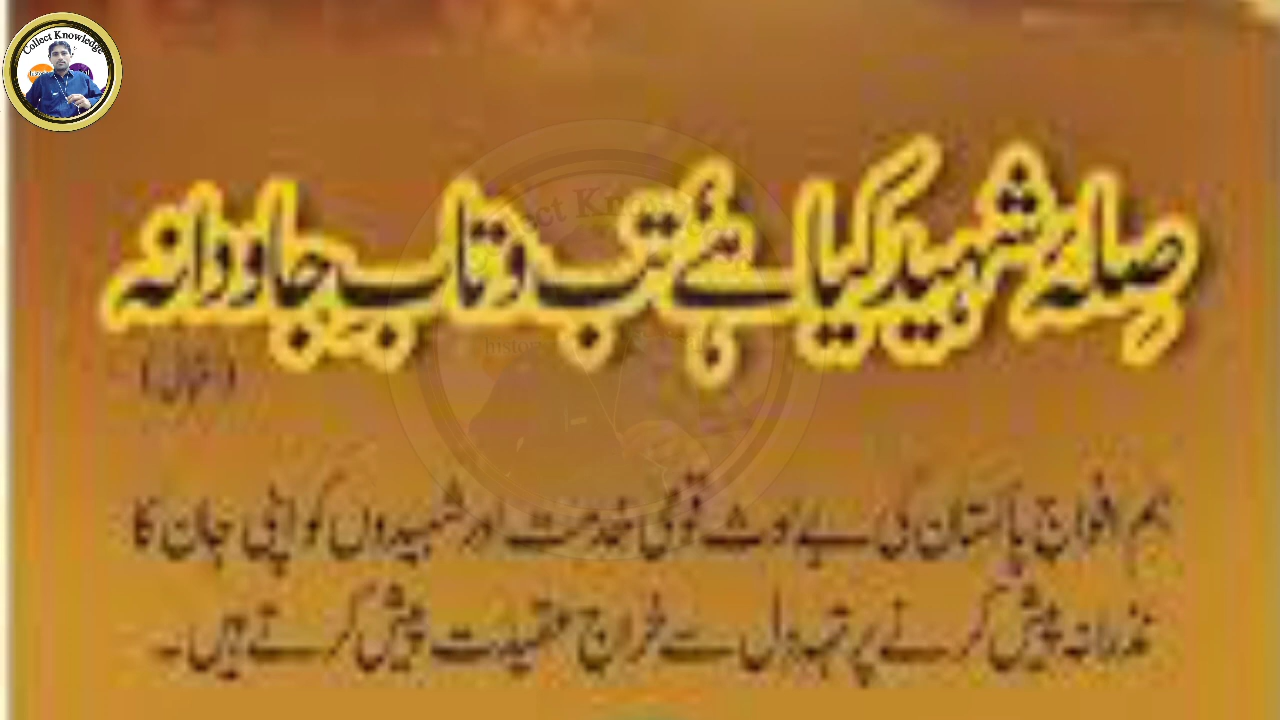 Collect Knowledge
صِلۂ شہید کیا ہے تب و تابِ جاودانہ
(اقبال)
ہم افواج پاکستان کی بے لوث قومی خدمت اور شہیدوں کو اپنی جان کا
نذرانہ پیش کرنے پر تہہ دل سے خراج عقیدت پیش کرتے ہیں۔